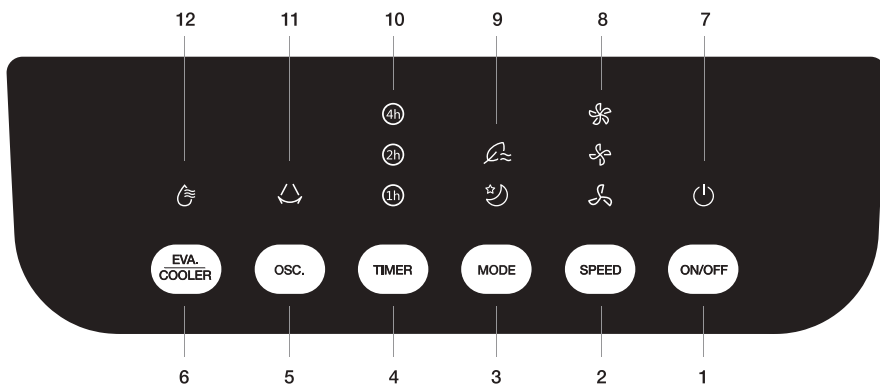 12 11 10 9 8 7
4h
2h
1h
EVA.
COOLER
OSC. TIMER MODE SPEED ON/OFF
6 5 4 3 2 1